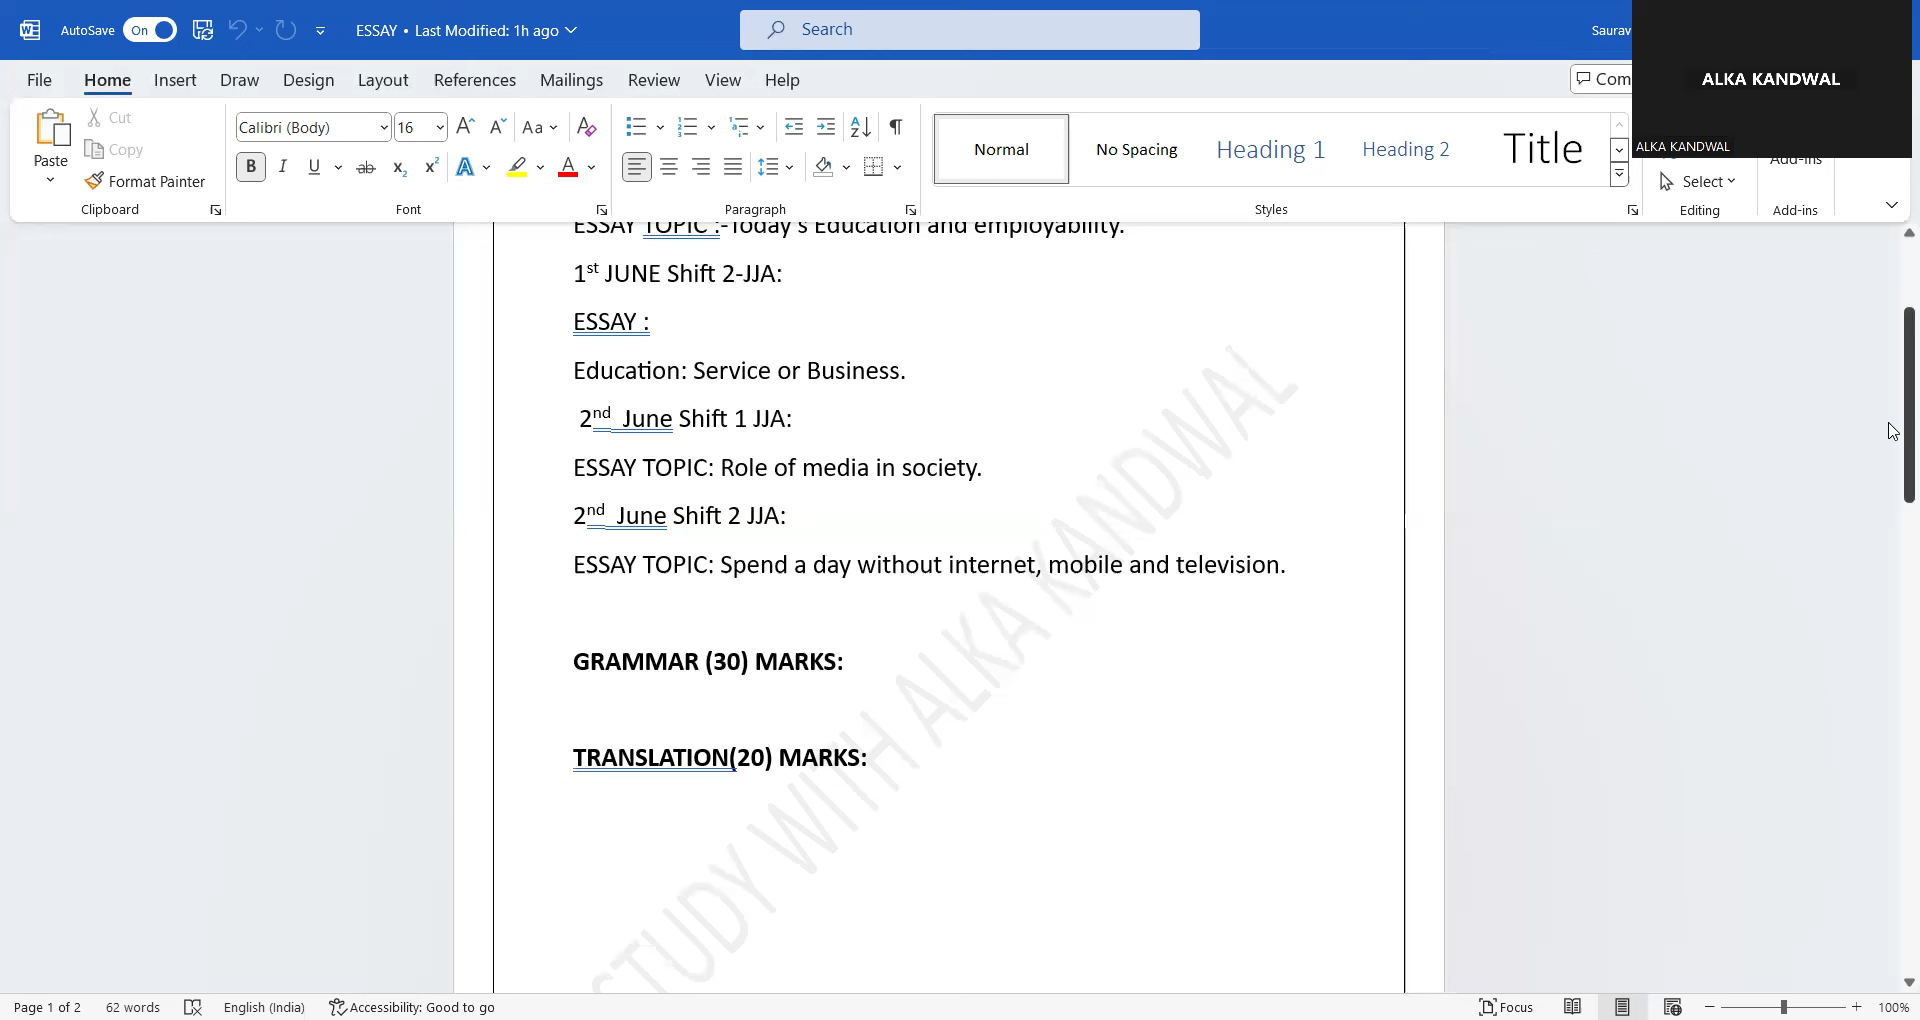 AutoSave On ESSAY • Last Modified: 1h ago Search Saurav
ALKA KANDWAL
ALKA KANDWAL
File Home Insert Draw Design Layout References Mailings Review View Help Com
Paste Cut
Copy
Format Painter
Calibri (Body) 16 Aa
B I U ab x₂ x² A A
Normal No Spacing Heading 1 Heading 2 Title
Select Add-ins
Clipboard Font Paragraph Styles Editing Add-ins
ESSAY TOPIC :-Today's Education and employability.
1st JUNE Shift 2-JJA:
ESSAY :
Education: Service or Business.
2nd June Shift 1 JJA:
ESSAY TOPIC: Role of media in society.
2nd June Shift 2 JJA:
ESSAY TOPIC: Spend a day without internet, mobile and television.
GRAMMAR (30) MARKS:
TRANSLATION(20) MARKS:
STUDY WITH ALKA KANDWAL
Page 1 of 2 62 words English (India) Accessibility: Good to go Focus 100%